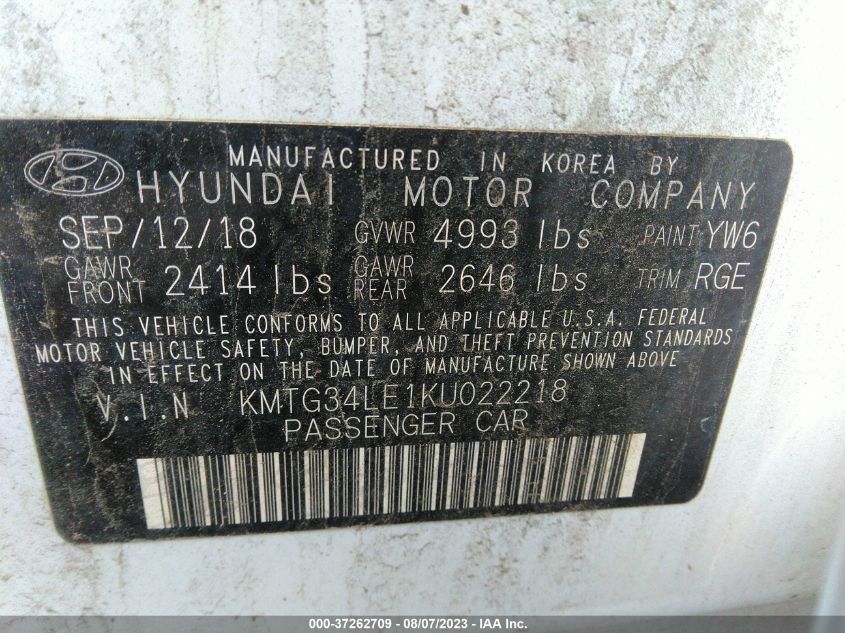 MANUFACTURED IN KOREA BY
HYUNDAI MOTOR COMPANY
SEP/12/18 GVWR 4993 lbs PAINT YW6
GAWR FRONT 2414 lbs GAWR REAR 2646 lbs TRIM RGE
THIS VEHICLE CONFORMS TO ALL APPLICABLE U.S.A. FEDERAL
MOTOR VEHICLE SAFETY, BUMPER, AND THEFT PREVENTION STANDARDS
IN EFFECT ON THE DATE OF MANUFACTURE SHOWN ABOVE
V.I.N KMTG34LE1KU022218
PASSENGER CAR
000-37262709 - 08/07/2023 - IAA Inc.